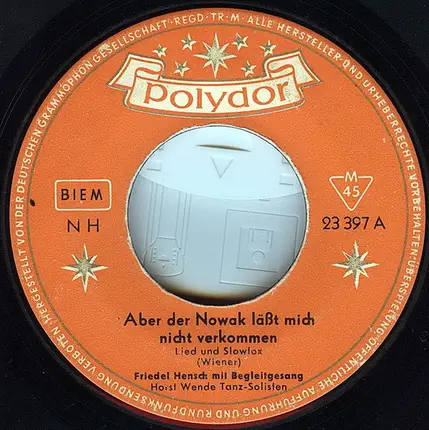 HERGESTELLT VON DER DEUTSCHEN GRAMMOPHON GESELLSCHAFT · REGD · TR · M · ALLE HERSTELLER- UND URHEBERRECHTE VORBEHALTEN · ÜBERSPIELUNG · ÖFFENTLICHE AUFFÜHRUNG UND RUNDFUNKSENDUNG VERBOTEN
Polydor
BIEM
NH
M
45
23 397 A
Aber der Nowak läßt mich
nicht verkommen
Lied und Slowfox
(Wiener)
Friedel Hensch mit Begleitgesang
Horst Wende Tanz-Solisten